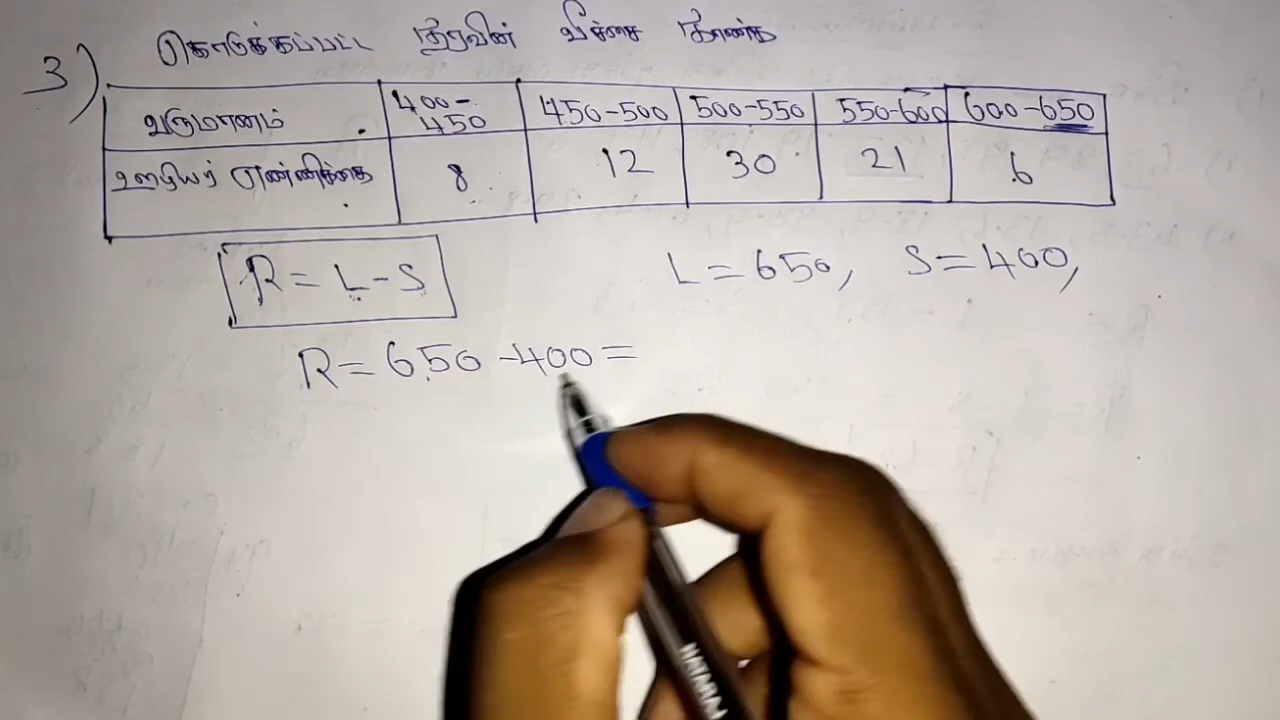 3) கொடுக்கப்பட்ட தரவின் வீச்சை காண்க
வருமானம் 400-450 450-500 500-550 550-600 600-650
ஊழியர் எண்ணிக்கை 8 12 30 21 6
R = L - S L = 650, S = 400,
R = 650 - 400 =
NATARAJ